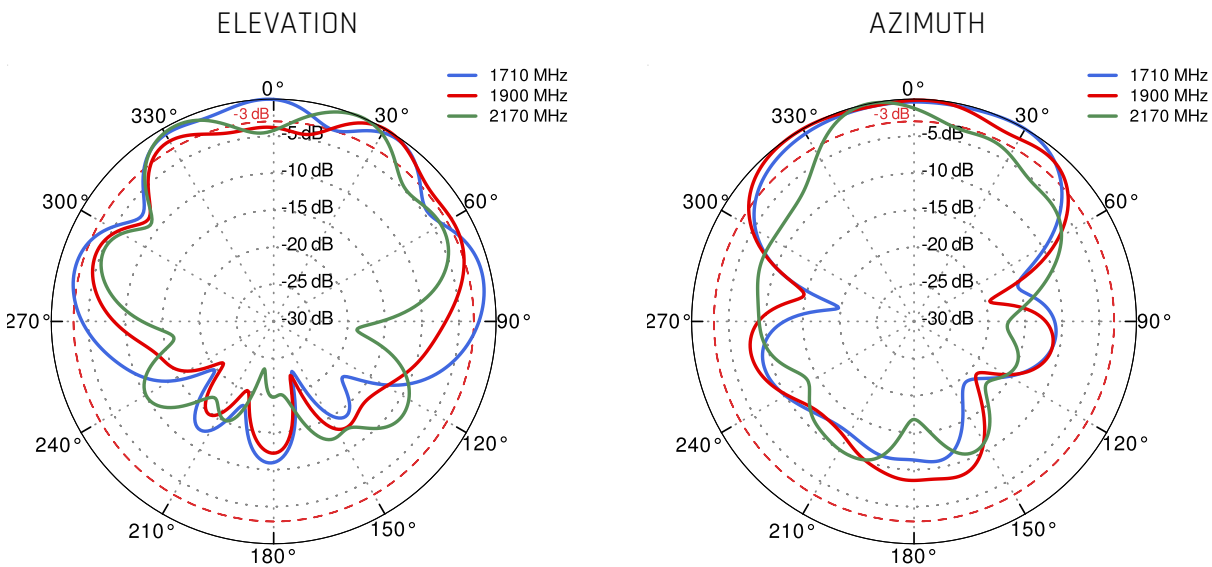 ELEVATION
1710 MHz
1900 MHz
2170 MHz
0°
30°
60°
90°
120°
150°
180°
210°
240°
270°
300°
330°
-3 dB
-5 dB
-10 dB
-15 dB
-20 dB
-25 dB
-30 dB
AZIMUTH
1710 MHz
1900 MHz
2170 MHz
0°
30°
60°
90°
120°
150°
180°
210°
240°
270°
300°
330°
-3 dB
-5 dB
-10 dB
-15 dB
-20 dB
-25 dB
-30 dB